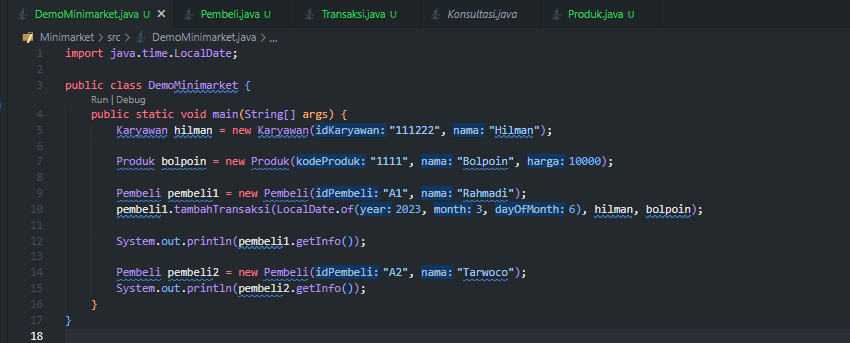 DemoMinimarket.java U × Pembeli.java U Transaksi.java U Konsultasi.java Produk.java U
Minimarket > src > DemoMinimarket.java > ...
1 import java.time.LocalDate;
2
3 public class DemoMinimarket {
Run | Debug
4 public static void main(String[] args) {
5 Karyawan hilman = new Karyawan(idKaryawan: "111222", nama: "Hilman");
6
7 Produk bolpoin = new Produk(kodeProduk: "1111", nama: "Bolpoin", harga: 10000);
8
9 Pembeli pembeli1 = new Pembeli(idPembeli: "A1", nama: "Rahmadi");
10 pembeli1.tambahTransaksi(LocalDate.of(year: 2023, month: 3, dayOfMonth: 6), hilman, bolpoin);
11
12 System.out.println(pembeli1.getInfo());
13
14 Pembeli pembeli2 = new Pembeli(idPembeli: "A2", nama: "Tarwoco");
15 System.out.println(pembeli2.getInfo());
16 }
17 }
18